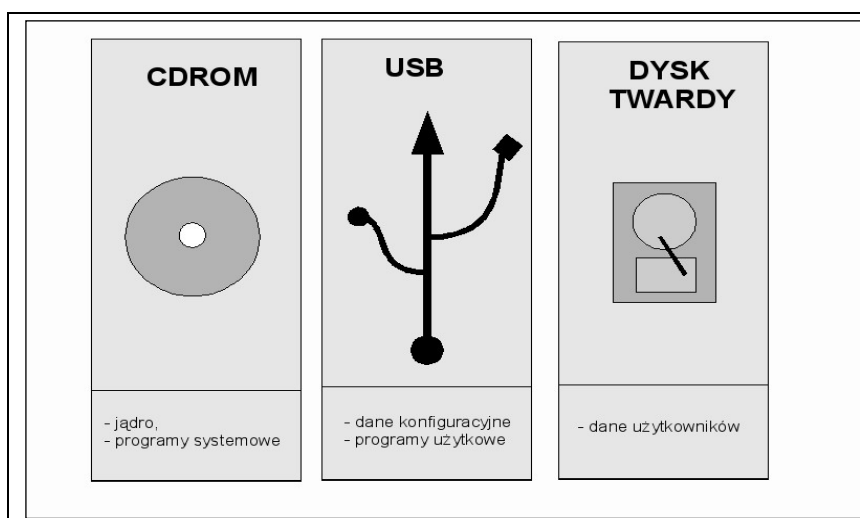 CDROM
- jądro,
- programy systemowe
USB
- dane konfiguracyjne
- programy użytkowe
DYSK
TWARDY
- dane użytkowników